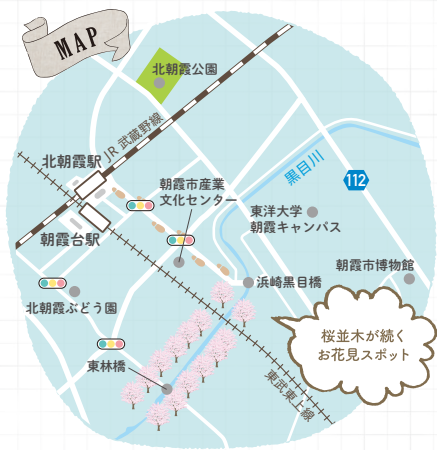 MAP
北朝霞公園
JR 武蔵野線
北朝霞駅
朝霞市産業
文化センター
黒目川
112
東洋大学
朝霞キャンパス
朝霞台駅
朝霞市博物館
浜崎黒目橋
北朝霞ぶどう園
桜並木が続く
お花見スポット
東林橋
東武東上線